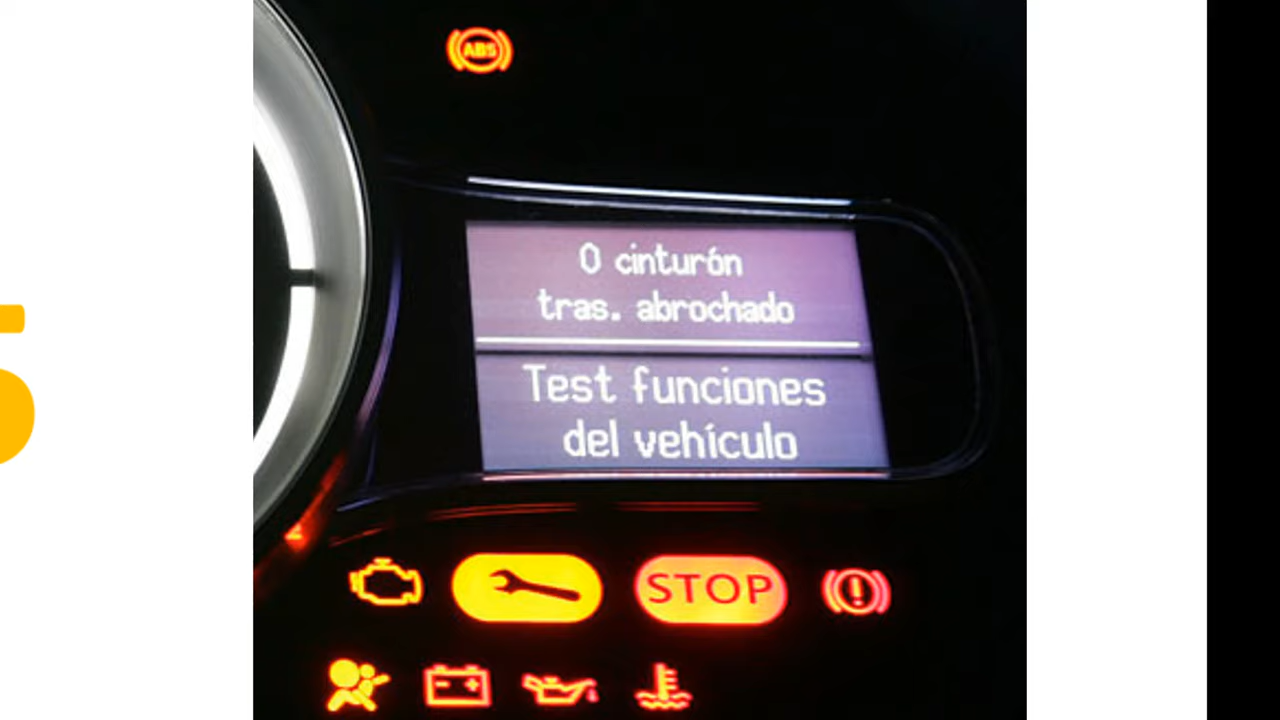 ABS
0 cinturón
tras. abrochado
Test funciones
del vehículo
STOP